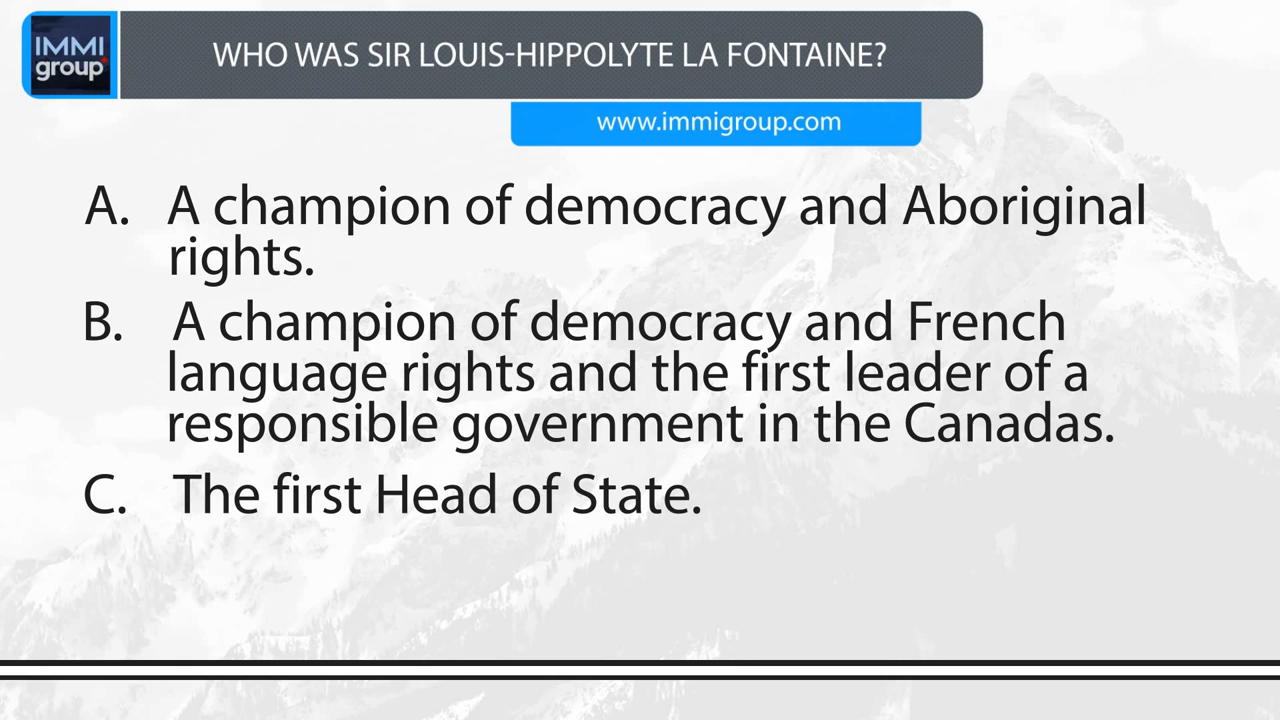 IMMI
group
WHO WAS SIR LOUIS-HIPPOLYTE LA FONTAINE?
www.immigroup.com
A. A champion of democracy and Aboriginal
rights.
B. A champion of democracy and French
language rights and the first leader of a
responsible government in the Canadas.
C. The first Head of State.